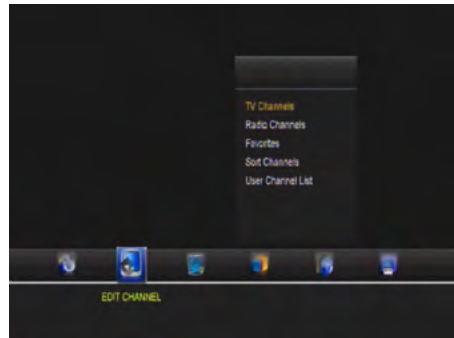 TV Channels
Radio Channels
Favorites
Sort Channels
User Channel List
EDIT CHANNEL